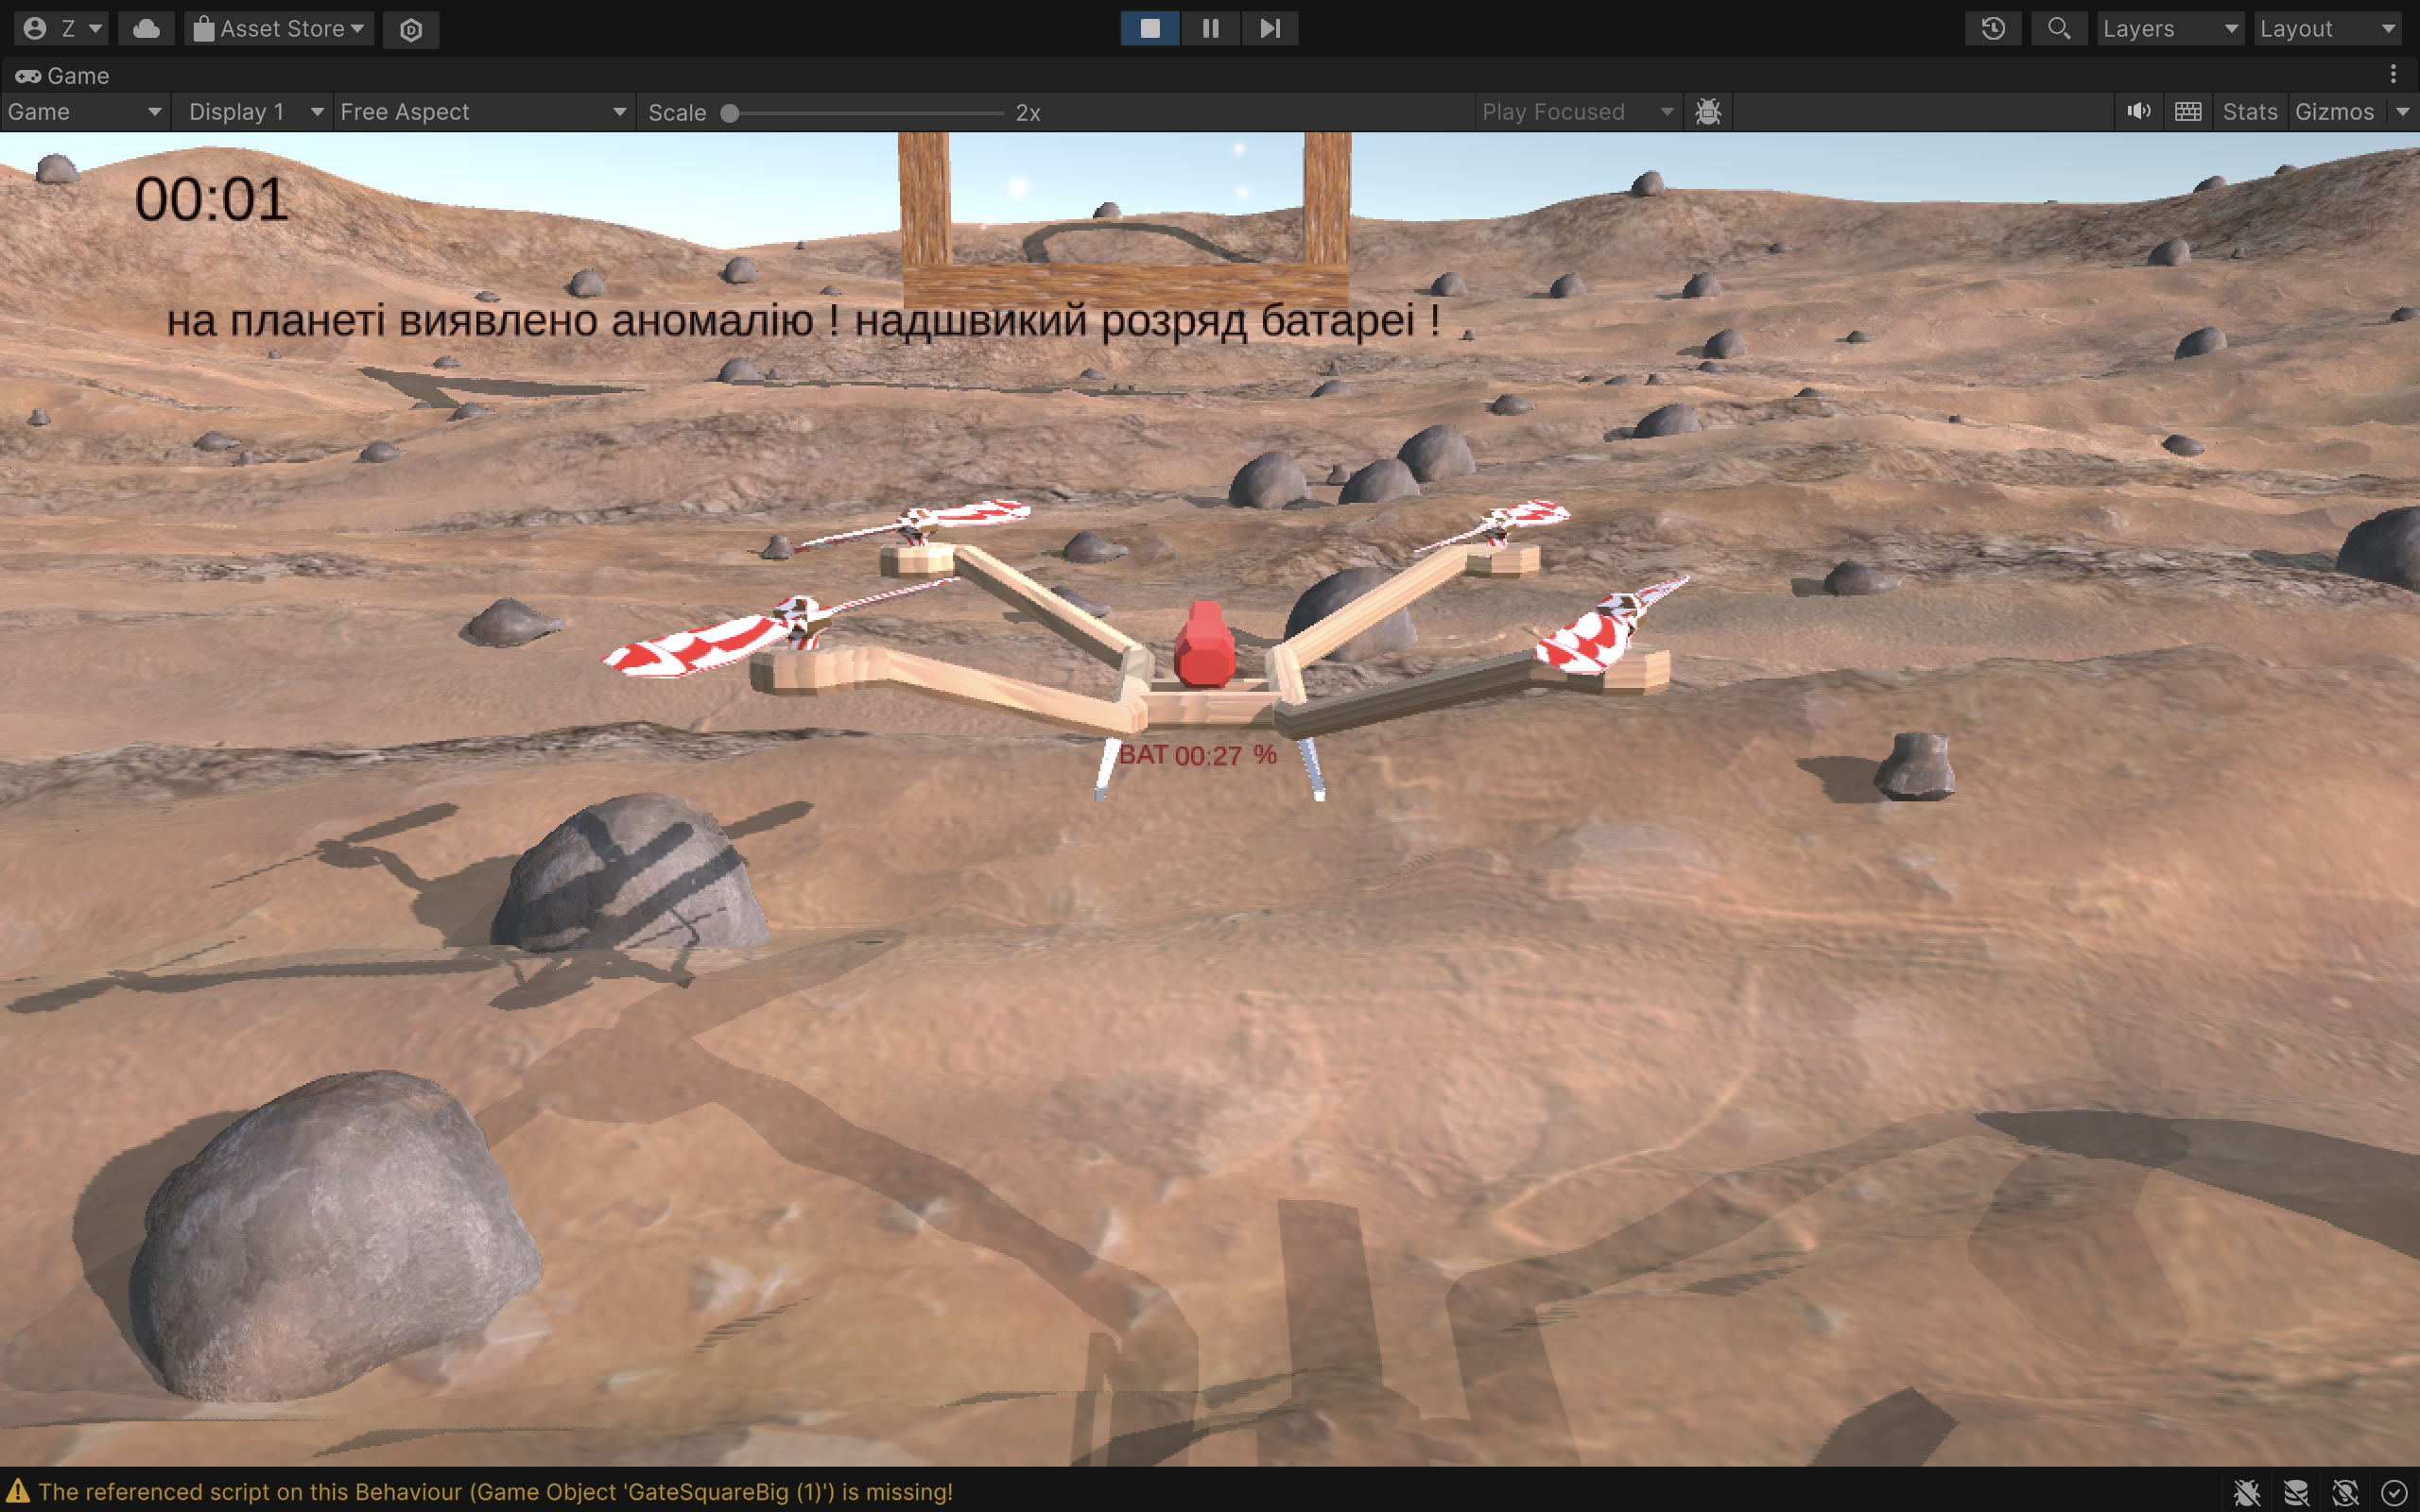 Z Asset Store Layers Layout
Game
Game Display 1 Free Aspect Scale 2x Play Focused Stats Gizmos
00:01
на планеті виявлено аномалію ! надшвикий розряд батареі !
BAT 00:27 %
The referenced script on this Behaviour (Game Object 'GateSquareBig (1)') is missing!